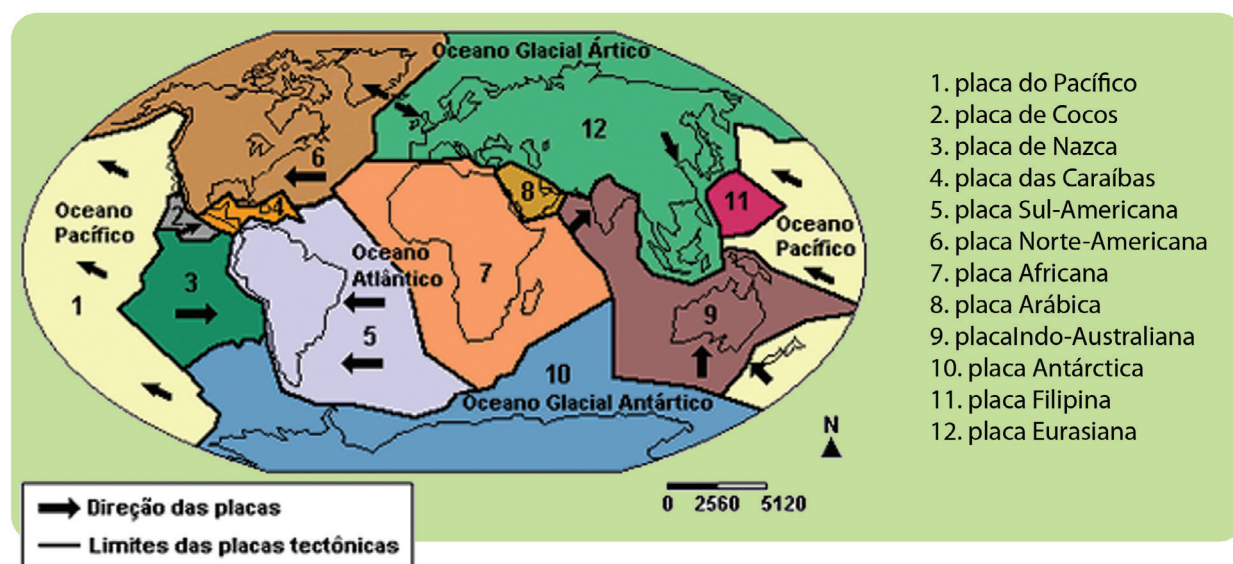 Oceano Glacial Ártico
12
6
8
11
2
4
Oceano
Pacífico
Oceano
Pacífico
Oceano
Atlântico
7
3
1
9
5
10
Oceano Glacial Antártico
N
0 2560 5120
Direção das placas
Limites das placas tectônicas
1. placa do Pacífico
2. placa de Cocos
3. placa de Nazca
4. placa das Caraíbas
5. placa Sul-Americana
6. placa Norte-Americana
7. placa Africana
8. placa Arábica
9. placaIndo-Australiana
10. placa Antárctica
11. placa Filipina
12. placa Eurasiana